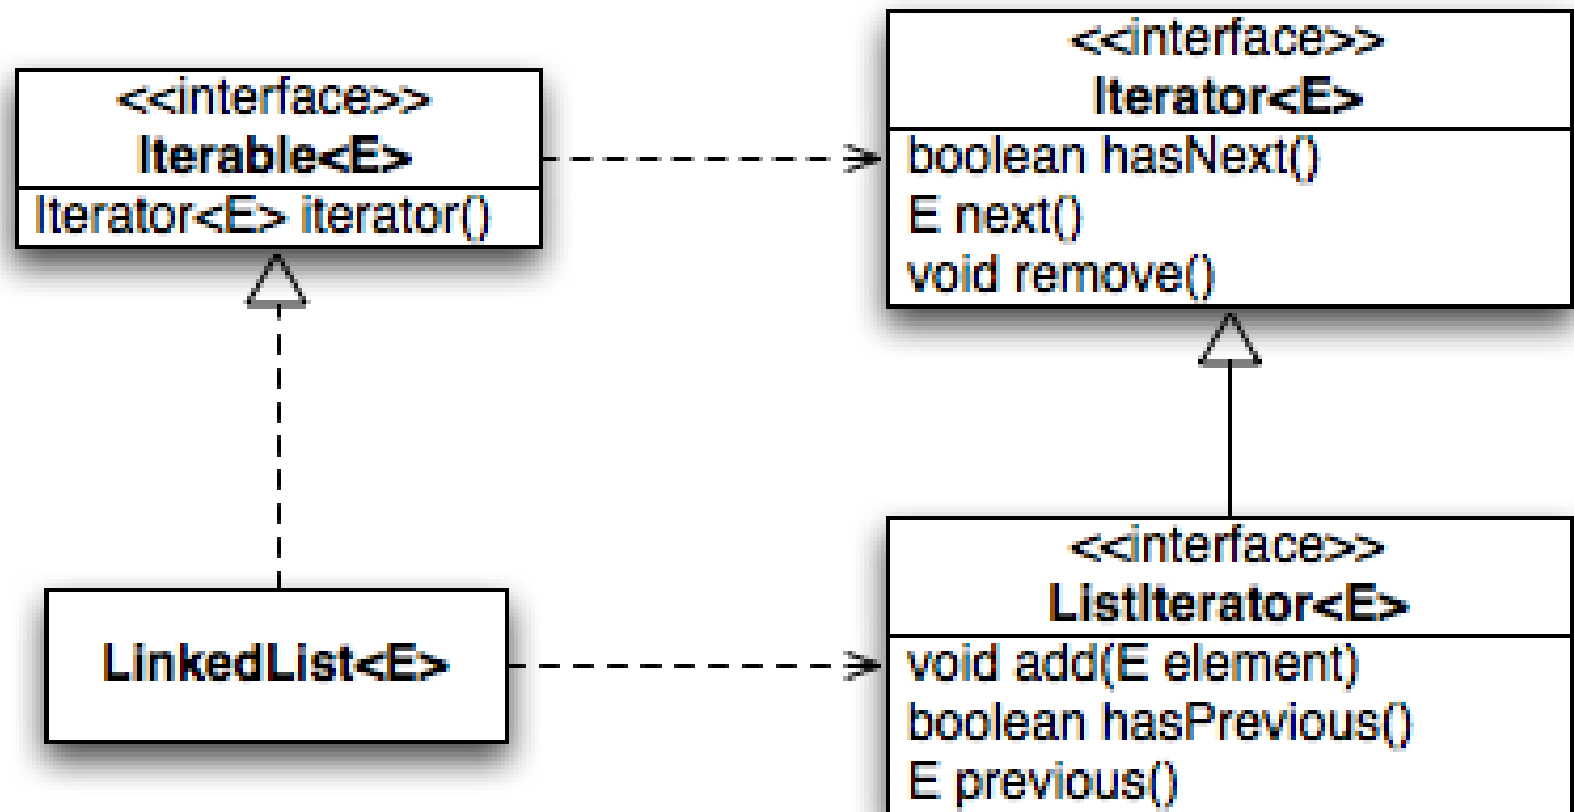 <<interface>>
Iterable<E>
Iterator<E> iterator()
<<interface>>
Iterator<E>
boolean hasNext()
E next()
void remove()
LinkedList<E>
<<interface>>
ListIterator<E>
void add(E element)
boolean hasPrevious()
E previous()